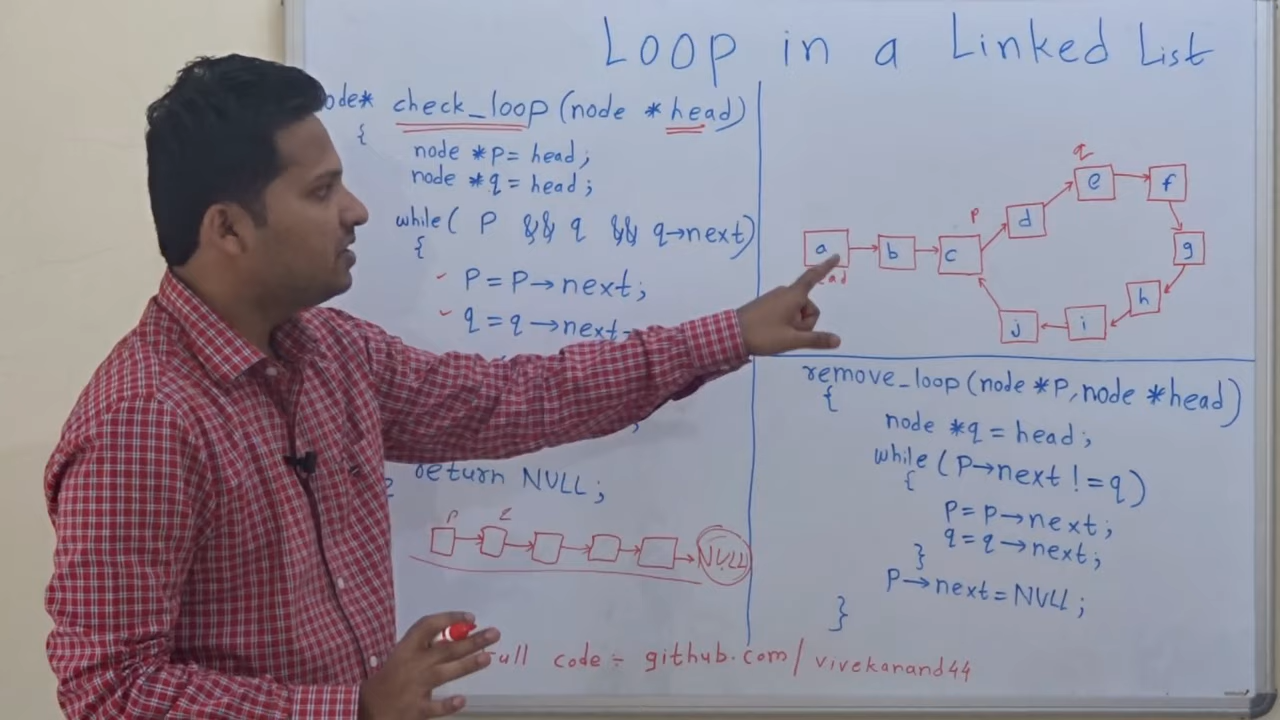 Loop in a Linked List
ode* check_loop (node * head)
{
node *p = head;
node *q = head;
while( P && q && q→next)
{
P = P→next;
q = q→next
return NULL;
P
NULL
Full code :- github.com/vivekanand44
q
e
f
P
d
g
a
b
c
ead
h
j
i
remove_loop(node *P, node *head)
{
node *q = head;
while (P→next != q)
{
P = P→next;
q = q→next;
}
P→next = NULL;
}